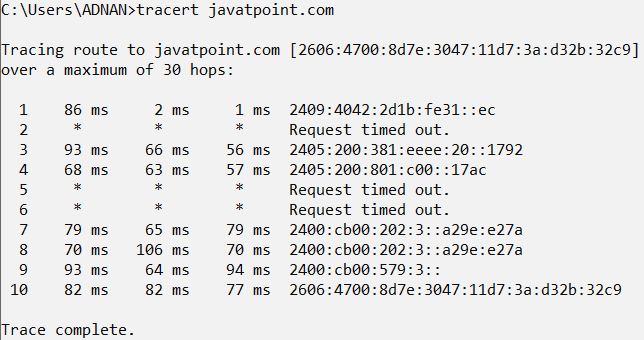 C:\Users\ADNAN>tracert javatpoint.com
Tracing route to javatpoint.com [2606:4700:8d7e:3047:11d7:3a:d32b:32c9]
over a maximum of 30 hops:
1 86 ms 2 ms 1 ms 2409:4042:2d1b:fe31::ec
2 * * * Request timed out.
3 93 ms 66 ms 56 ms 2405:200:381:eeee:20::1792
4 68 ms 63 ms 57 ms 2405:200:801:c00::17ac
5 * * * Request timed out.
6 * * * Request timed out.
7 79 ms 65 ms 79 ms 2400:cb00:202:3::a29e:e27a
8 70 ms 106 ms 70 ms 2400:cb00:202:3::a29e:e27a
9 93 ms 64 ms 94 ms 2400:cb00:579:3::
10 82 ms 82 ms 77 ms 2606:4700:8d7e:3047:11d7:3a:d32b:32c9
Trace complete.